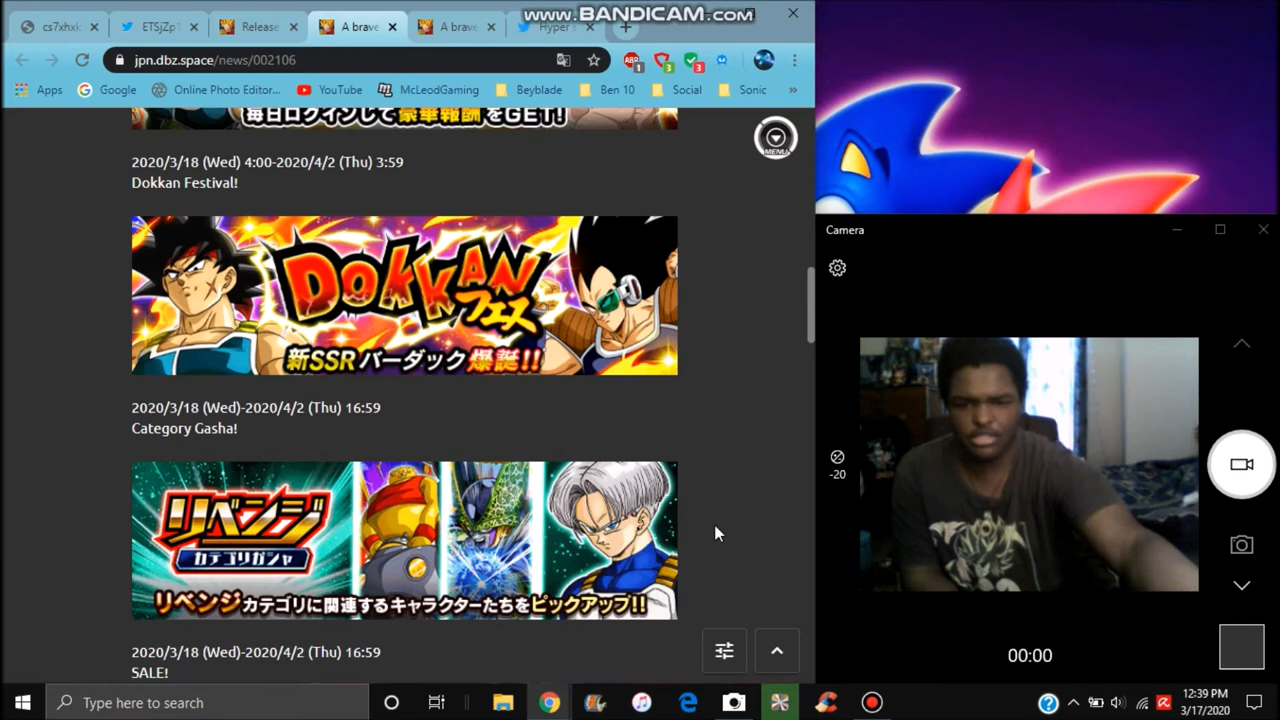 www.BANDICAM.com
cs7xhxk
ETSjZp1
Release
A brave
A brave
Hyper
jpn.dbz.space/news/002106
ABP 1 3 3
Apps Google Online Photo Editor... YouTube McLeodGaming Beyblade Ben 10 Social Sonic »
毎日ログインして豪華報酬をGET!
MENU
2020/3/18 (Wed) 4:00-2020/4/2 (Thu) 3:59
Dokkan Festival!
DOKKAN
フェス
新SSRバーダック爆誕!!
2020/3/18 (Wed)-2020/4/2 (Thu) 16:59
Category Gasha!
リベンジ
カテゴリガシャ
リベンジカテゴリに関連するキャラクターたちをピックアップ!!
2020/3/18 (Wed)-2020/4/2 (Thu) 16:59
SALE!
Camera
-20
00:00
Type here to search
12:39 PM
3/17/2020